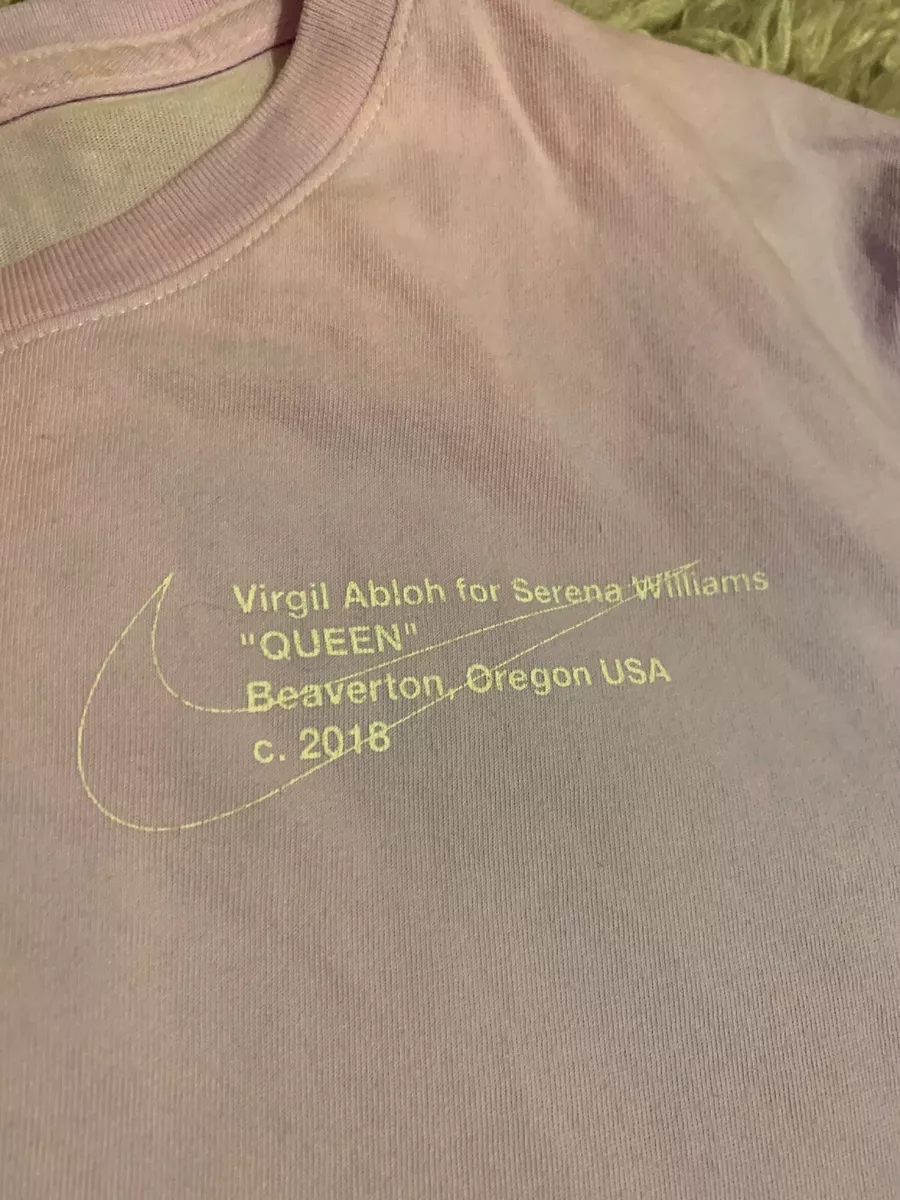 Virgil Abloh for Serena Williams
"QUEEN"
Beaverton, Oregon USA
c. 2018